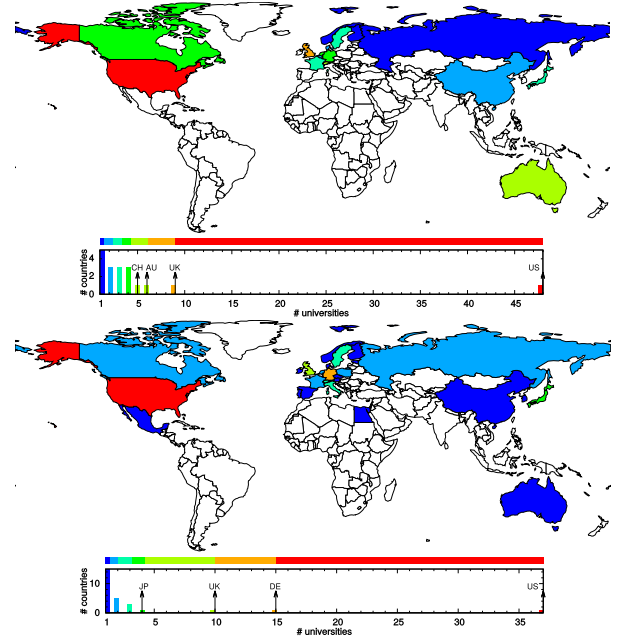 # countries
4
2
0
CH AU UK US
1 5 10 15 20 25 30 35 40 45
# universities
# countries
10
0
JP UK DE US
1 5 10 15 20 25 30 35
# universities